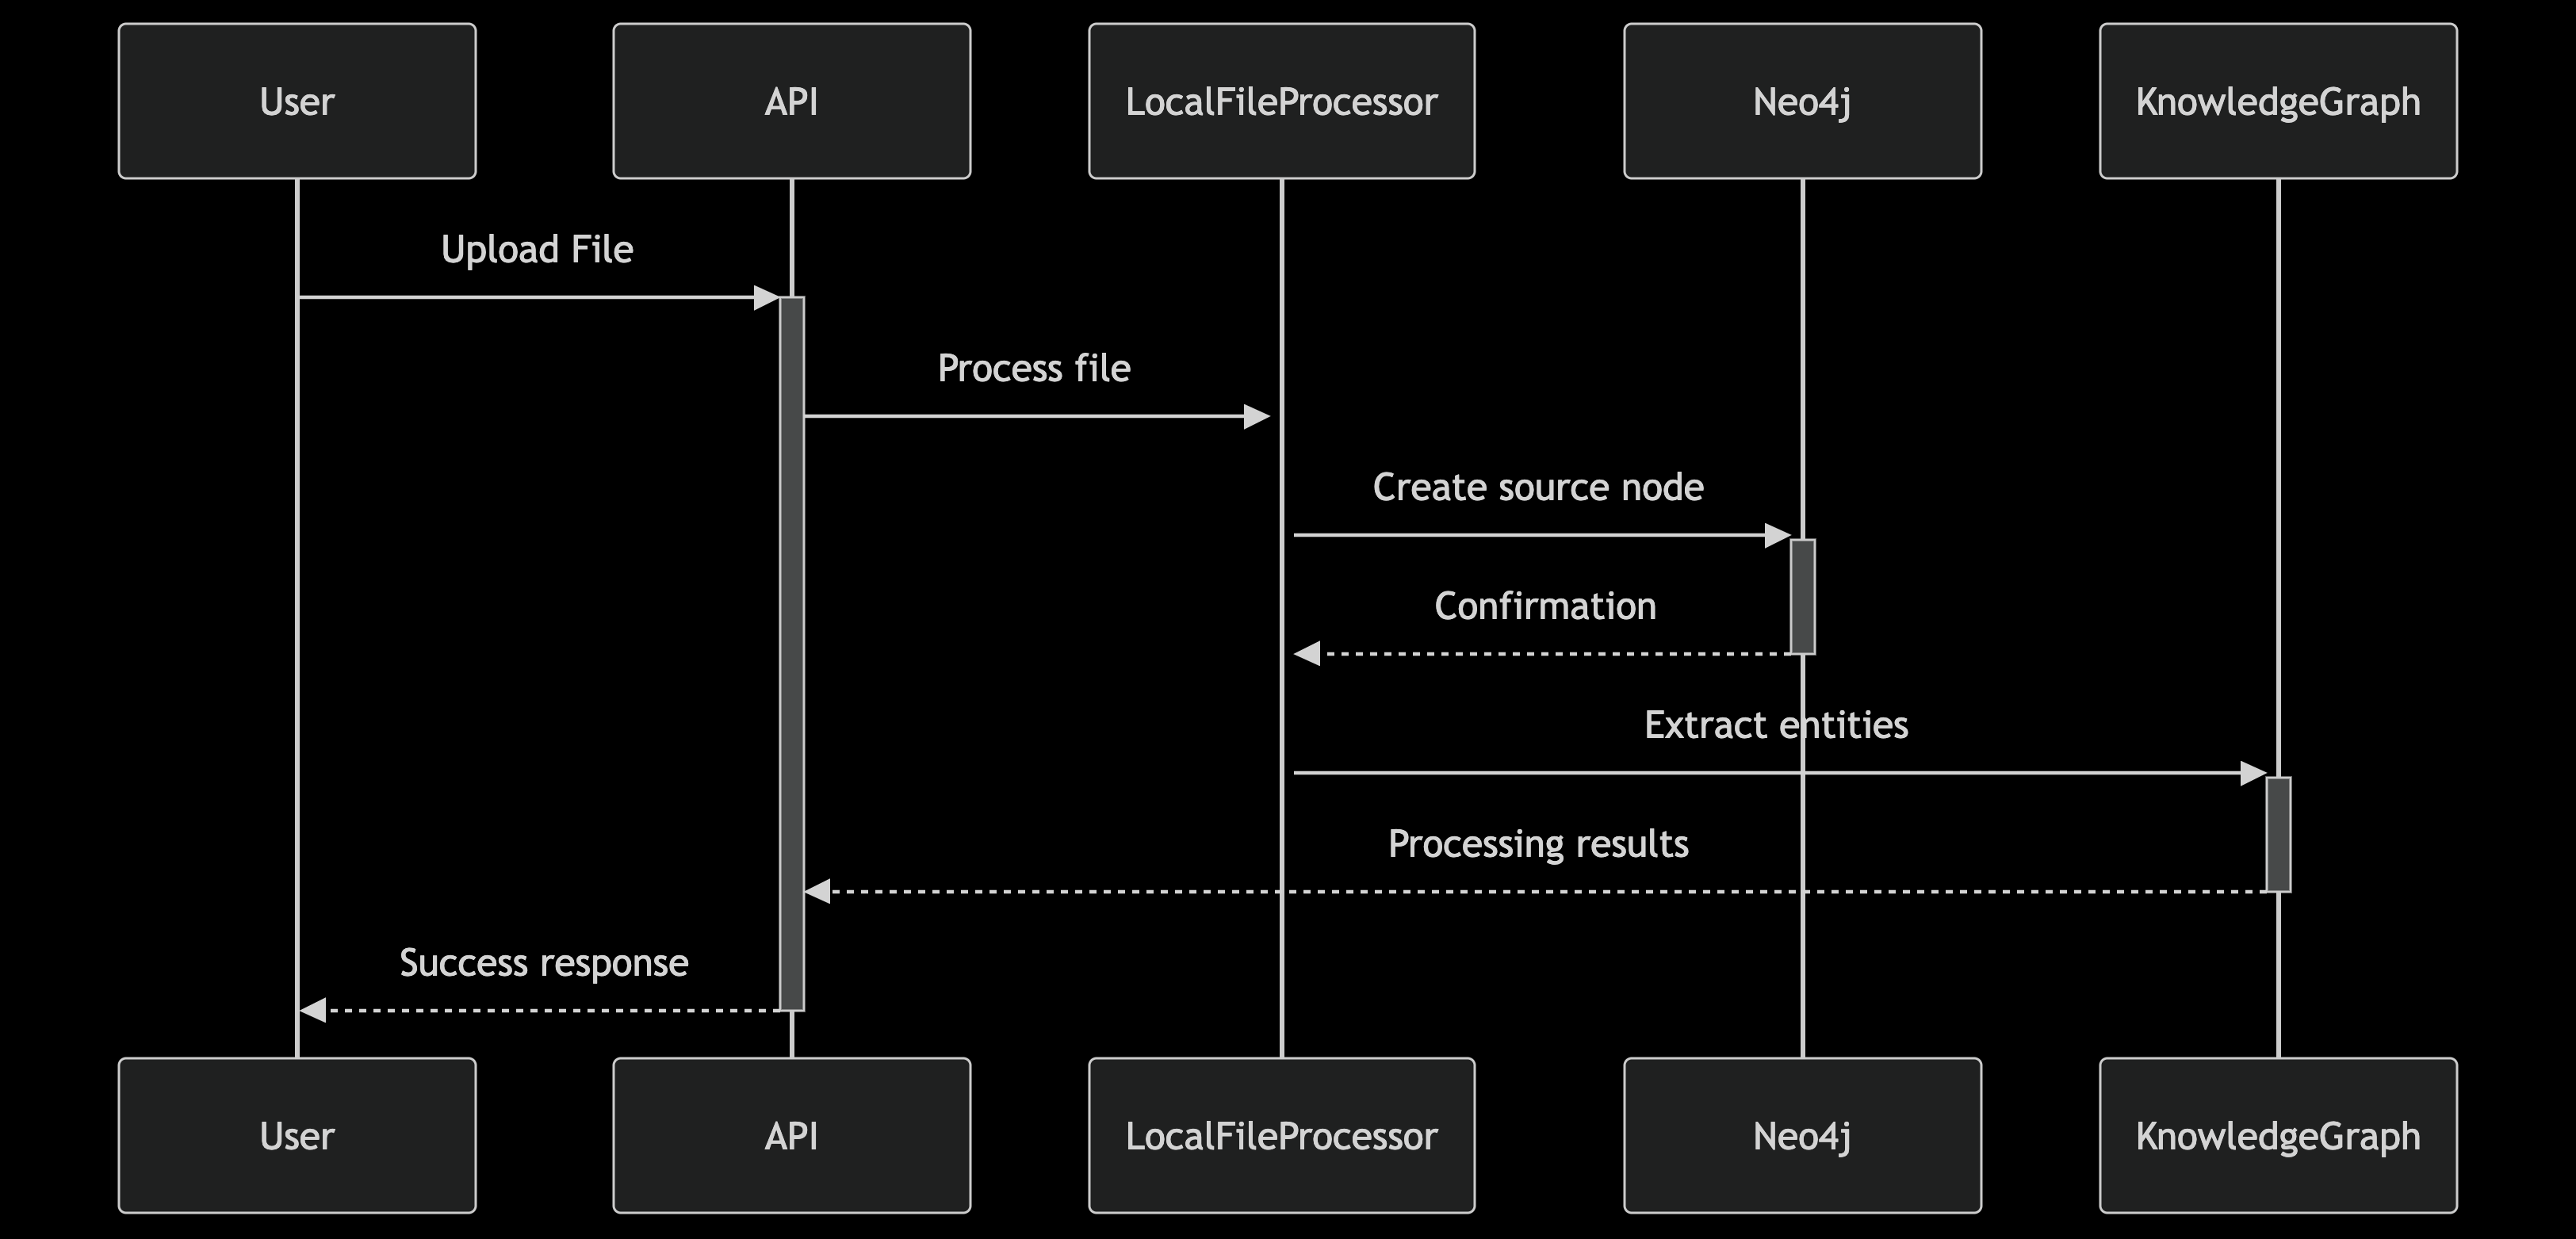 User
API
LocalFileProcessor
Neo4j
KnowledgeGraph
Upload File
Process file
Create source node
Confirmation
Extract entities
Processing results
Success response
User
API
LocalFileProcessor
Neo4j
KnowledgeGraph